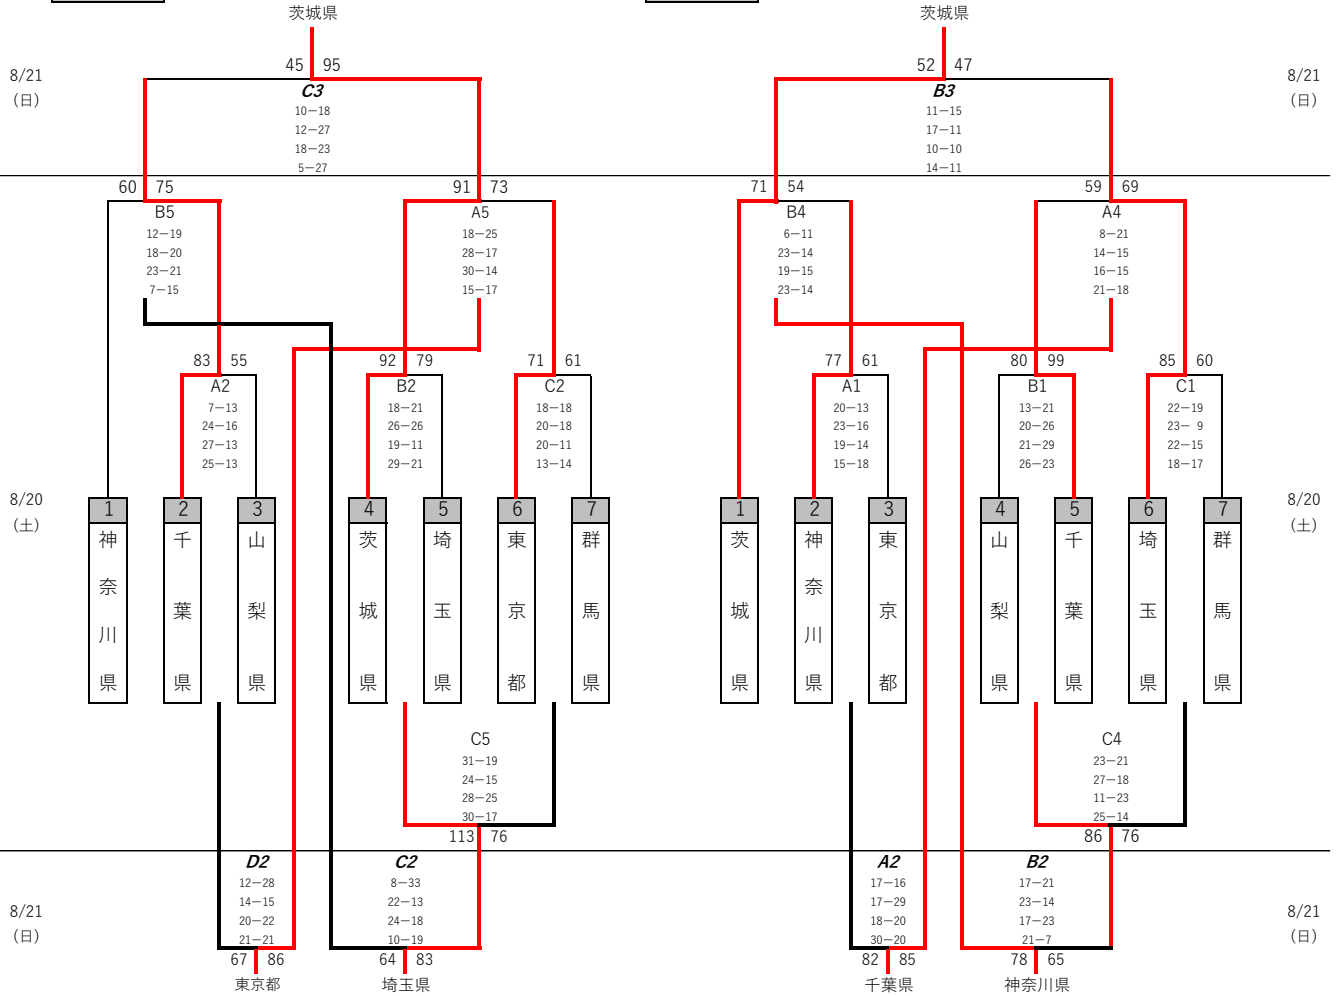 茨城県 茨城県
45 95 52 47
8/21 8/21
（日） （日）
C3 B3
10－18 11－15
12－27 17－11
18－23 10－10
5－27 14－11
60 75 91 73 71 54 59 69
B5 A5 B4 A4
12－19 18－25 6－11 8－21
18－20 28－17 23－14 14－15
23－21 30－14 19－15 16－15
7－15 15－17 23－14 21－18
83 55 92 79 71 61 77 61 80 99 85 60
A2 B2 C2 A1 B1 C1
7－13 18－21 18－18 20－13 13－21 22－19
24－16 26－26 20－18 23－16 20－26 23－ 9
27－13 19－11 20－11 19－14 21－29 22－15
25－13 29－21 13－14 15－18 26－23 18－17
8/20 8/20
（土） （土）
1 2 3 4 5 6 7 1 2 3 4 5 6 7
神奈川県
千葉県
山梨県
茨城県
埼玉県
東京都
群馬県
茨城県
神奈川県
東京都
山梨県
千葉県
埼玉県
群馬県
C5 C4
31－19 23－21
24－15 27－18
28－25 11－23
30－17 25－14
113 76 86 76
D2 C2 A2 B2
12－28 8－33 17－16 17－21
14－15 22－13 17－29 23－14
20－22 24－18 18－20 17－23
21－21 10－19 30－20 21－7
8/21 8/21
（日） （日）
67 86 64 83 82 85 78 65
東京都 埼玉県 千葉県 神奈川県